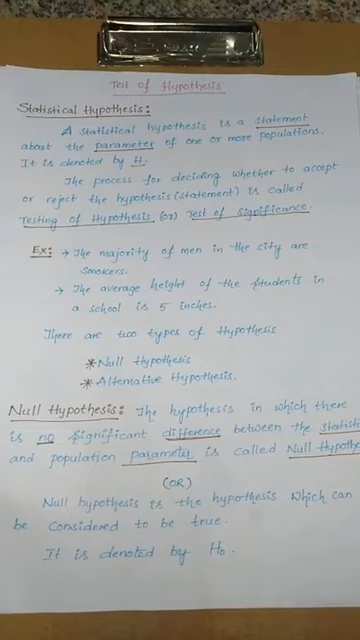 Test of Hypothesis
Statistical Hypothesis:
A statistical hypothesis is a statement
about the parameter of one or more populations.
It is denoted by H.
The process for deciding whether to accept
or reject the hypothesis (statement) is called
Testing of Hypothesis (or) Test of significance.
Ex: → The majority of men in the city are
smokers.
→ The average height of the students in
a school is 5 inches.
There are two types of Hypothesis
* Null Hypothesis
* Alternative Hypothesis.
Null Hypothesis: The hypothesis in which there
is no significant difference between the statisti
and population parameter is called Null Hypothe
(OR)
Null hypothesis is the hypothesis which can
be considered to be true.
It is denoted by H₀.